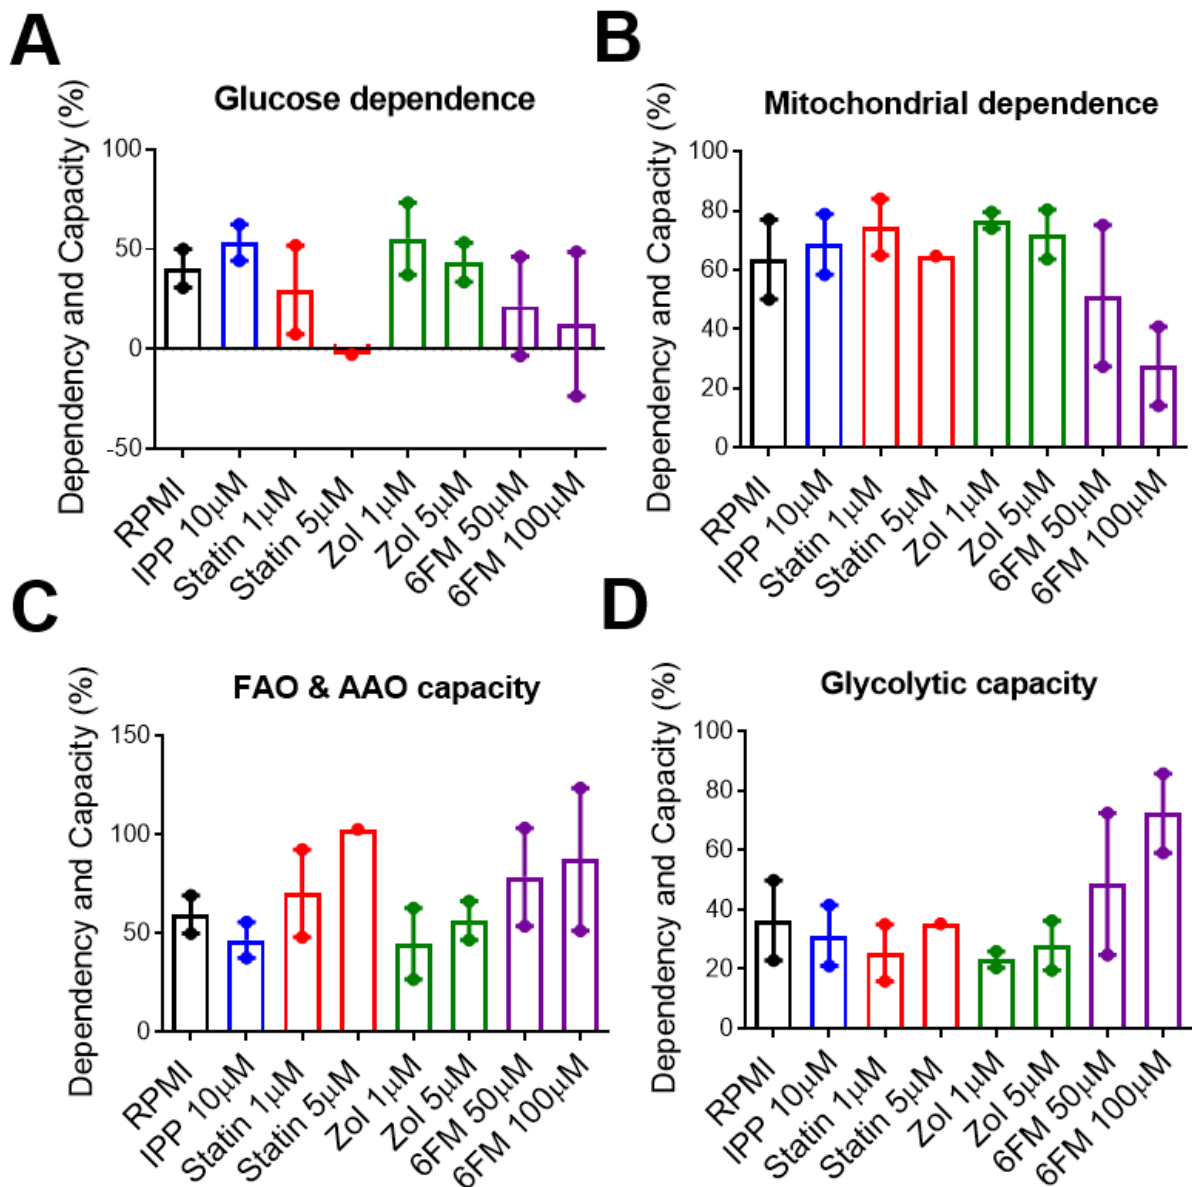 A
Glucose dependence
Dependency and Capacity (%)
100
50
0
-50
RPMI
IPP 10µM
Statin 1µM
Statin 5µM
Zol 1µM
Zol 5µM
6FM 50µM
6FM 100µM
B
Mitochondrial dependence
Dependency and Capacity (%)
100
80
60
40
20
0
RPMI
IPP 10µM
Statin 1µM
Statin 5µM
Zol 1µM
Zol 5µM
6FM 50µM
6FM 100µM
C
FAO & AAO capacity
Dependency and Capacity (%)
150
100
50
0
RPMI
IPP 10µM
Statin 1µM
Statin 5µM
Zol 1µM
Zol 5µM
6FM 50µM
6FM 100µM
D
Glycolytic capacity
Dependency and Capacity (%)
100
80
60
40
20
0
RPMI
IPP 10µM
Statin 1µM
Statin 5µM
Zol 1µM
Zol 5µM
6FM 50µM
6FM 100µM